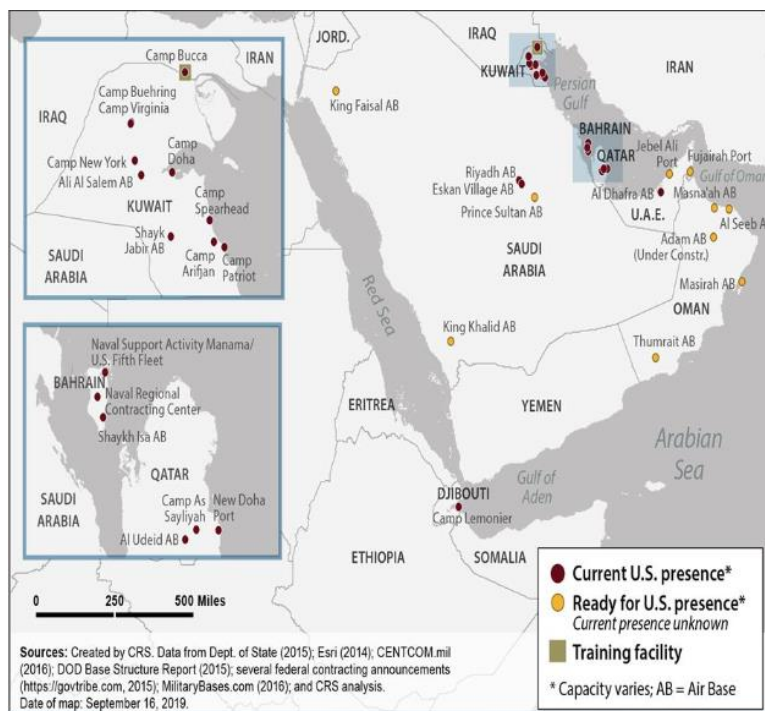 Camp Bucca
IRAN
Camp Buehring
Camp Virginia
IRAQ
Camp New York
Camp
Doha
Ali Al Salem AB
Camp
Spearhead
KUWAIT
Shayk
Jabir AB
SAUDI
ARABIA
Camp
Arifjan
Camp
Patriot
Naval Support Activity Manama/
U.S. Fifth Fleet
BAHRAIN
Naval Regional
Contracting Center
Shaykh Isa AB
QATAR
SAUDI
ARABIA
Camp As
Sayliyah
New Doha
Port
Al Udeid AB
0 250 500 Miles
JORD.
IRAQ
IRAN
KUWAIT
King Faisal AB
Persian
Gulf
BAHRAIN
Jebel Ali
Port
Fujairah Port
QATAR
Gulf of Oman
Riyadh AB
Eskan Village AB
Al Dhafra AB
Masna'ah AB
Prince Sultan AB
U.A.E.
Al Seeb A
SAUDI
ARABIA
Adam AB
(Under Constr.)
Masirah AB
Red Sea
OMAN
King Khalid AB
Thumrait AB
ERITREA
YEMEN
Arabian
Sea
Gulf of
Aden
DJIBOUTI
Camp Lemonier
ETHIOPIA
SOMALIA
Current U.S. presence*
Ready for U.S. presence*
Current presence unknown
Training facility
* Capacity varies; AB = Air Base
Sources: Created by CRS. Data from Dept. of State (2015); Esri (2014); CENTCOM.mil
(2016); DOD Base Structure Report (2015); several federal contracting announcements
(https://govtribe.com, 2015); MilitaryBases.com (2016); and CRS analysis.
Date of map: September 16, 2019.